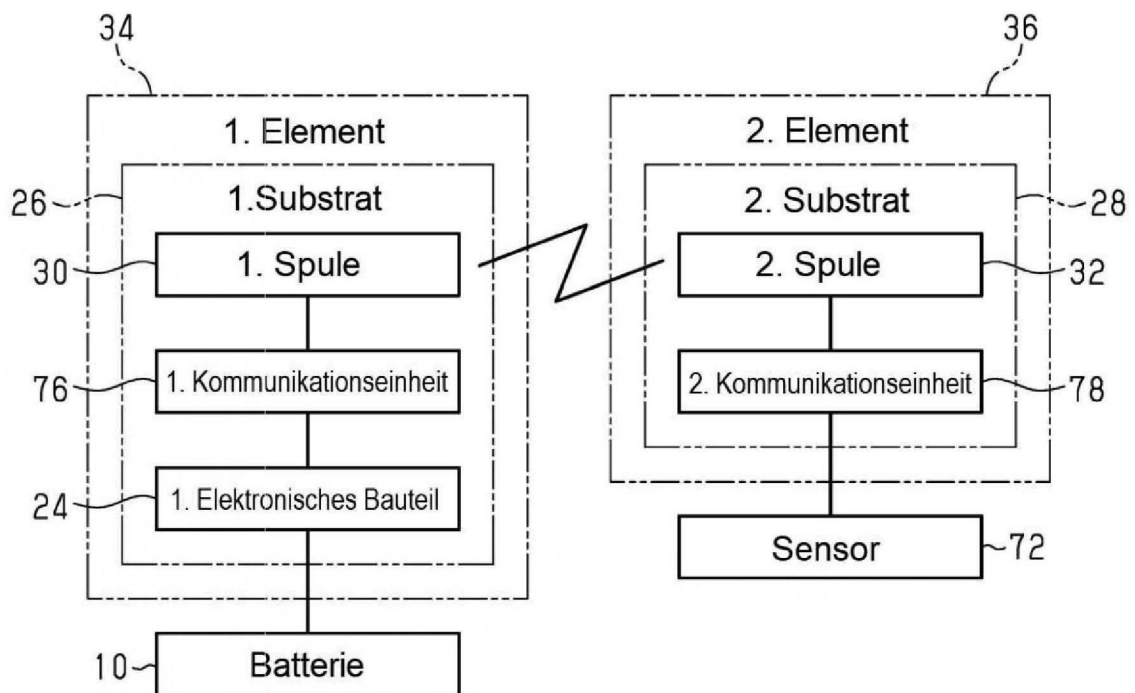 34
36
1. Element
2. Element
26
1.Substrat
2. Substrat
28
30
1. Spule
2. Spule
32
76
1. Kommunikationseinheit
2. Kommunikationseinheit
78
24
1. Elektronisches Bauteil
Sensor
72
10
Batterie